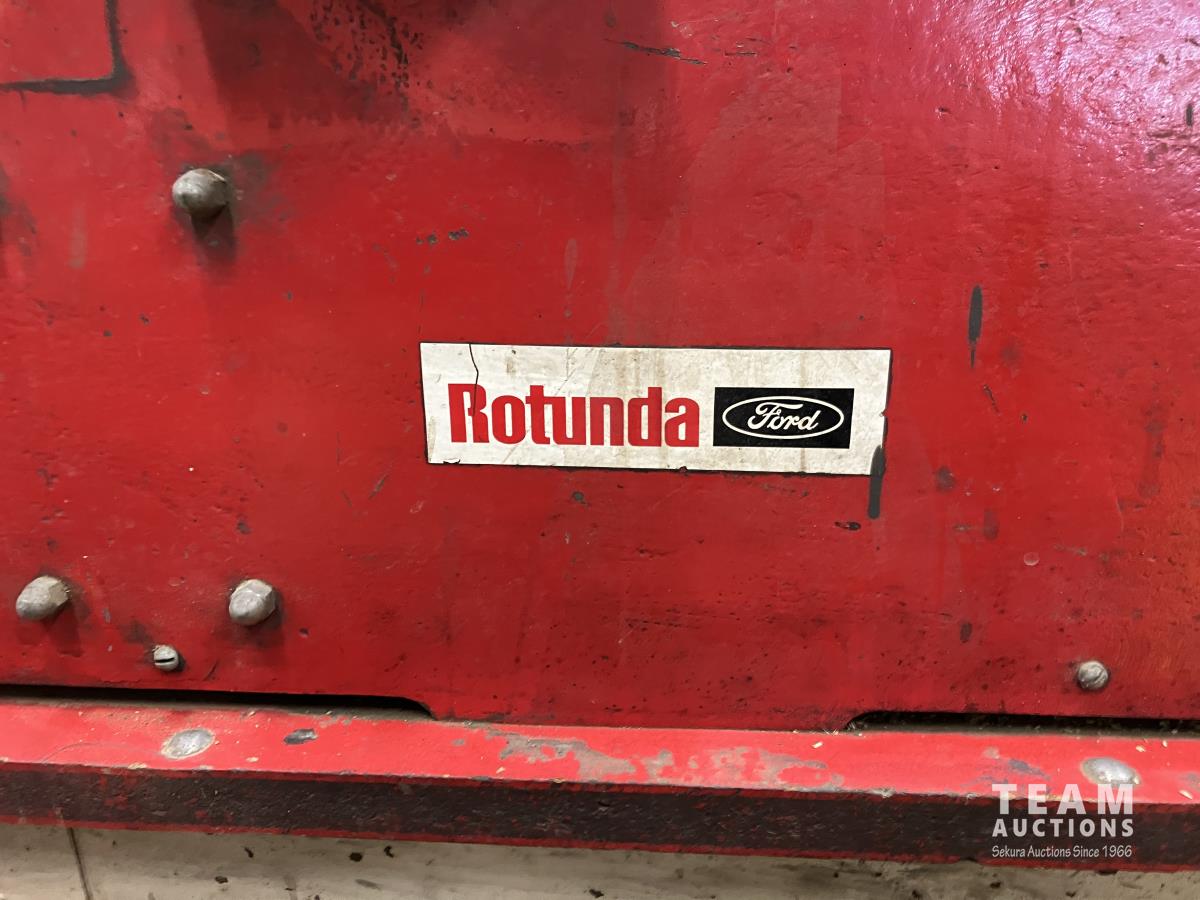 Rotunda Ford
TEAM
AUCTIONS
Sekura Auctions Since 1966